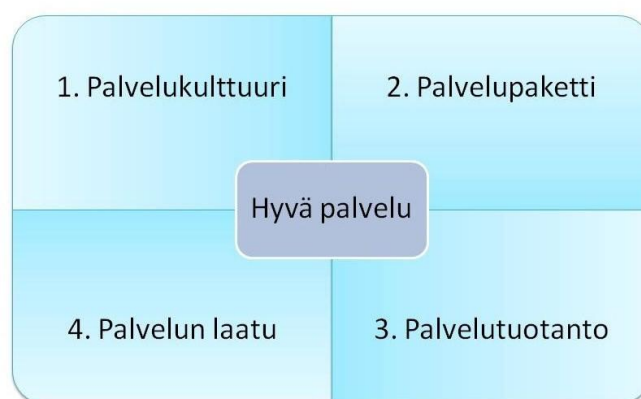 1. Palvelukulttuuri
2. Palvelupaketti
Hyvä palvelu
4. Palvelun laatu
3. Palvelutuotanto